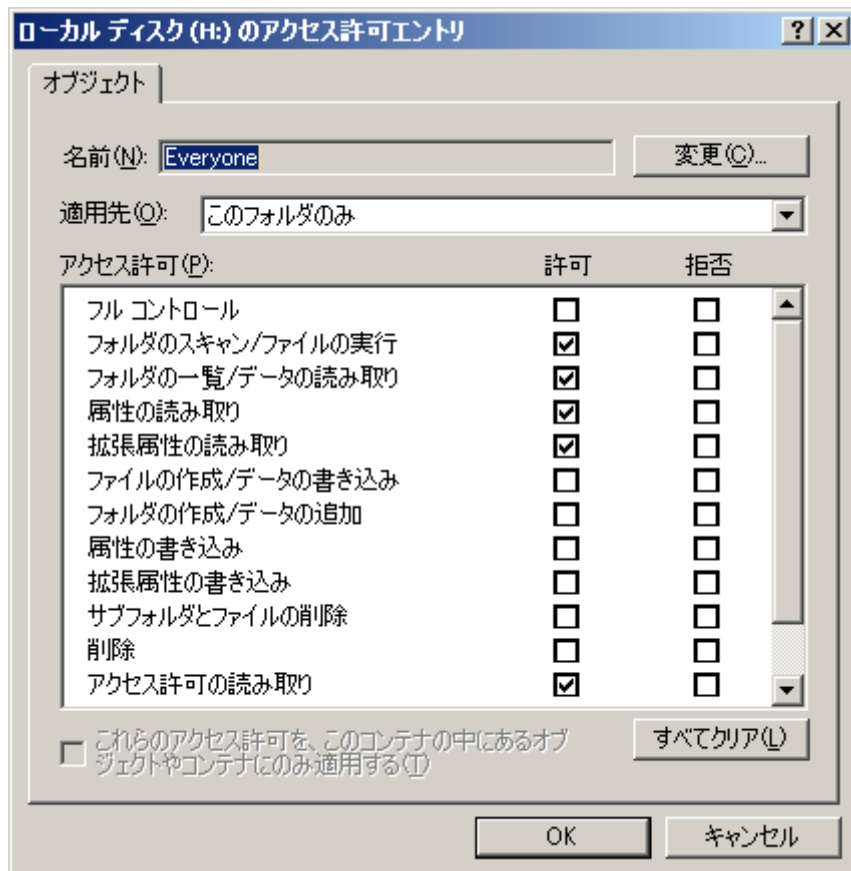 ローカル ディスク (H:) のアクセス許可エントリ
オブジェクト
名前(N): Everyone 変更(C)...
適用先(O): このフォルダのみ
アクセス許可(P): 許可 拒否
フル コントロール
フォルダのスキャン/ファイルの実行
フォルダの一覧/データの読み取り
属性の読み取り
拡張属性の読み取り
ファイルの作成/データの書き込み
フォルダの作成/データの追加
属性の書き込み
拡張属性の書き込み
サブフォルダとファイルの削除
削除
アクセス許可の読み取り
これらのアクセス許可を、このコンテナの中にあるオブ
ジェクトやコンテナにのみ適用する(T)
すべてクリア(L)
OK キャンセル